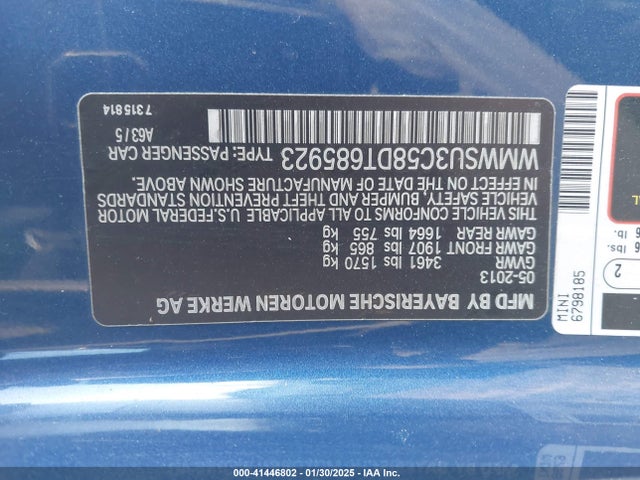 MFD BY BAYERISCHE MOTOREN WERKE AG
05-2013
GVWR
3461 lbs 1570 kg
GAWR FRONT 1907 lbs 865 kg
GAWR REAR 1664 lbs 755 kg
THIS VEHICLE CONFORMS TO ALL APPLICABLE U.S.FEDERAL MOTOR
VEHICLE SAFETY, BUMPER AND THEFT PREVENTION STANDARDS
IN EFFECT ON THE DATE OF MANUFACTURE SHOWN ABOVE.
WMWSU3C58DT685923 TYPE: PASSENGER CAR
A63/5
7315814
MINI
6798185
2
lb.
lb.
000-41446802 - 01/30/2025 - IAA Inc.